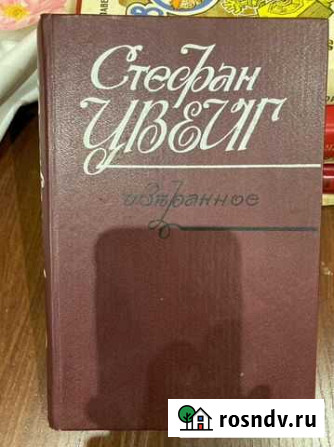 Стефан
ЦВЕЙГ
избранное
rosndv.ru